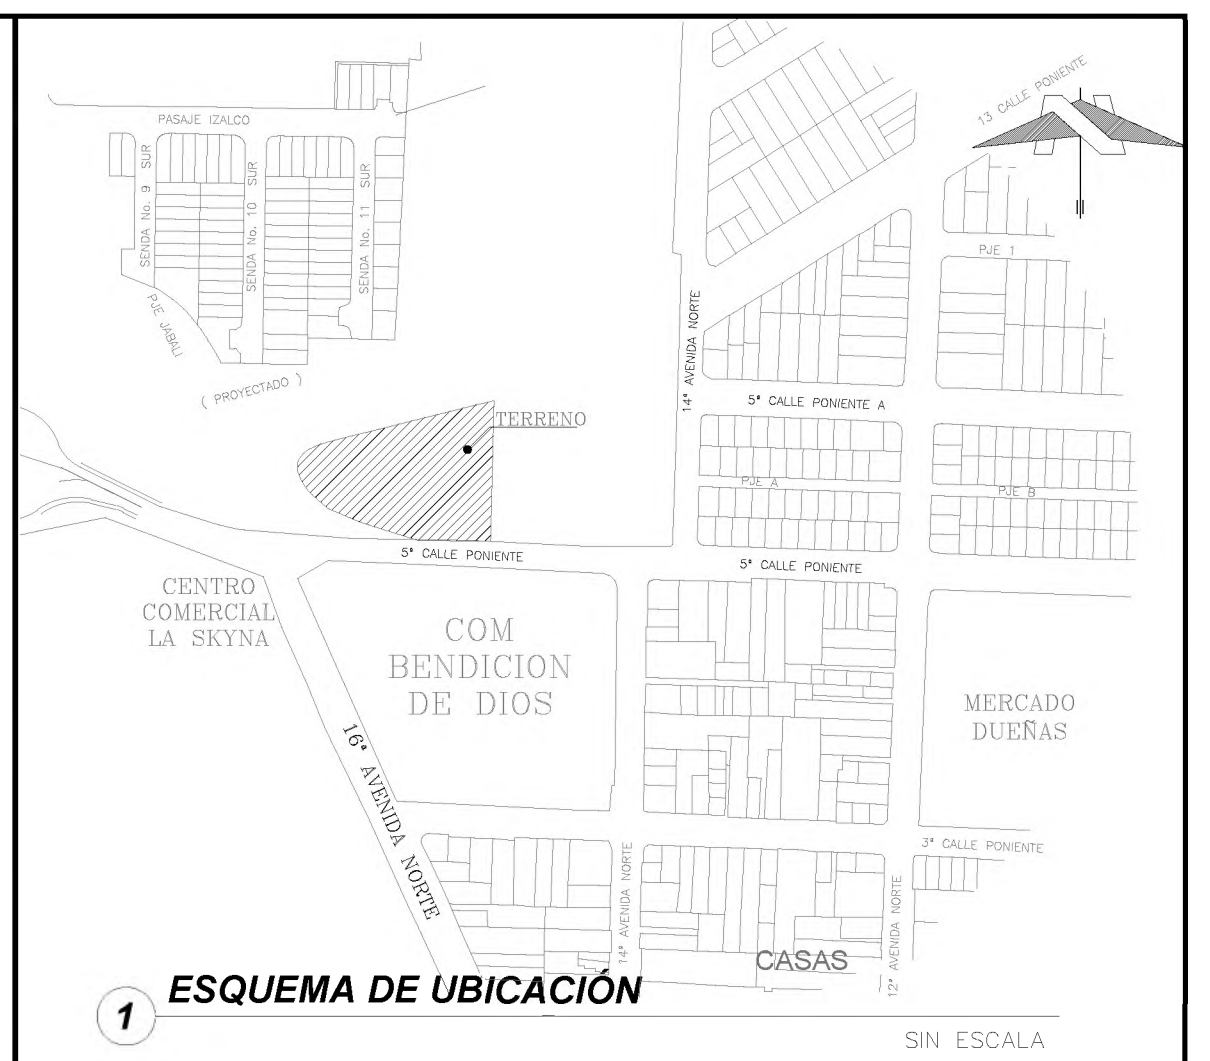 13 CALLE PONIENTE
PASAJE IZALCO
SENDA No. 9 SUR
SENDA No. 10 SUR
SENDA No. 11 SUR
PJE JABALI
( PROYECTADO )
PJE 1
14ª AVENIDA NORTE
5ª CALLE PONIENTE A
TERRENO
PJE A
PJE B
5ª CALLE PONIENTE
5ª CALLE PONIENTE
CENTRO
COMERCIAL
LA SKYNA
COM
BENDICION
DE DIOS
MERCADO
DUEÑAS
16ª AVENIDA NORTE
3ª CALLE PONIENTE
14ª AVENIDA NORTE
12ª AVENIDA NORTE
CASAS
1
ESQUEMA DE UBICACIÓN
SIN ESCALA